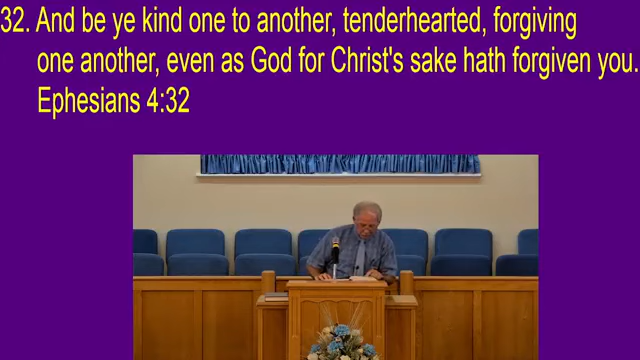 32. And be ye kind one to another, tenderhearted, forgiving
one another, even as God for Christ's sake hath forgiven you.
Ephesians 4:32